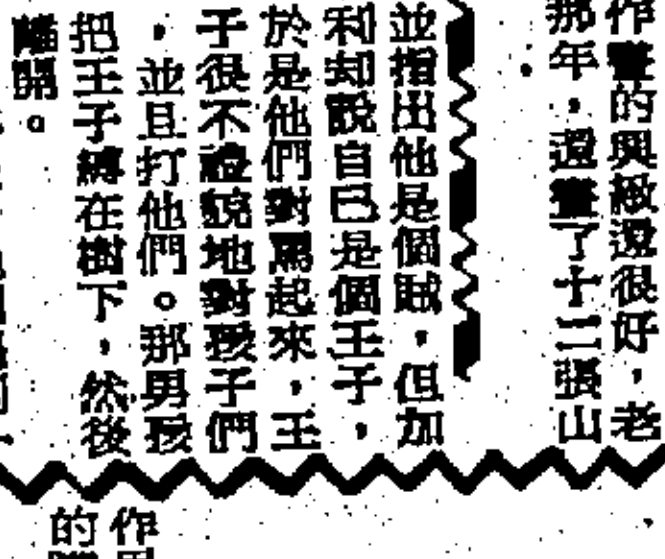 作畫的興緻還很好，老
那年，還畫了十二張山
並指出他是個賊，但加
利却說自己是個王子，
於是他們對罵起來，王
子很不禮貌地對孩子們
，並且打他們。那男孩
把王子縛在樹下，然後
離開。
作
的